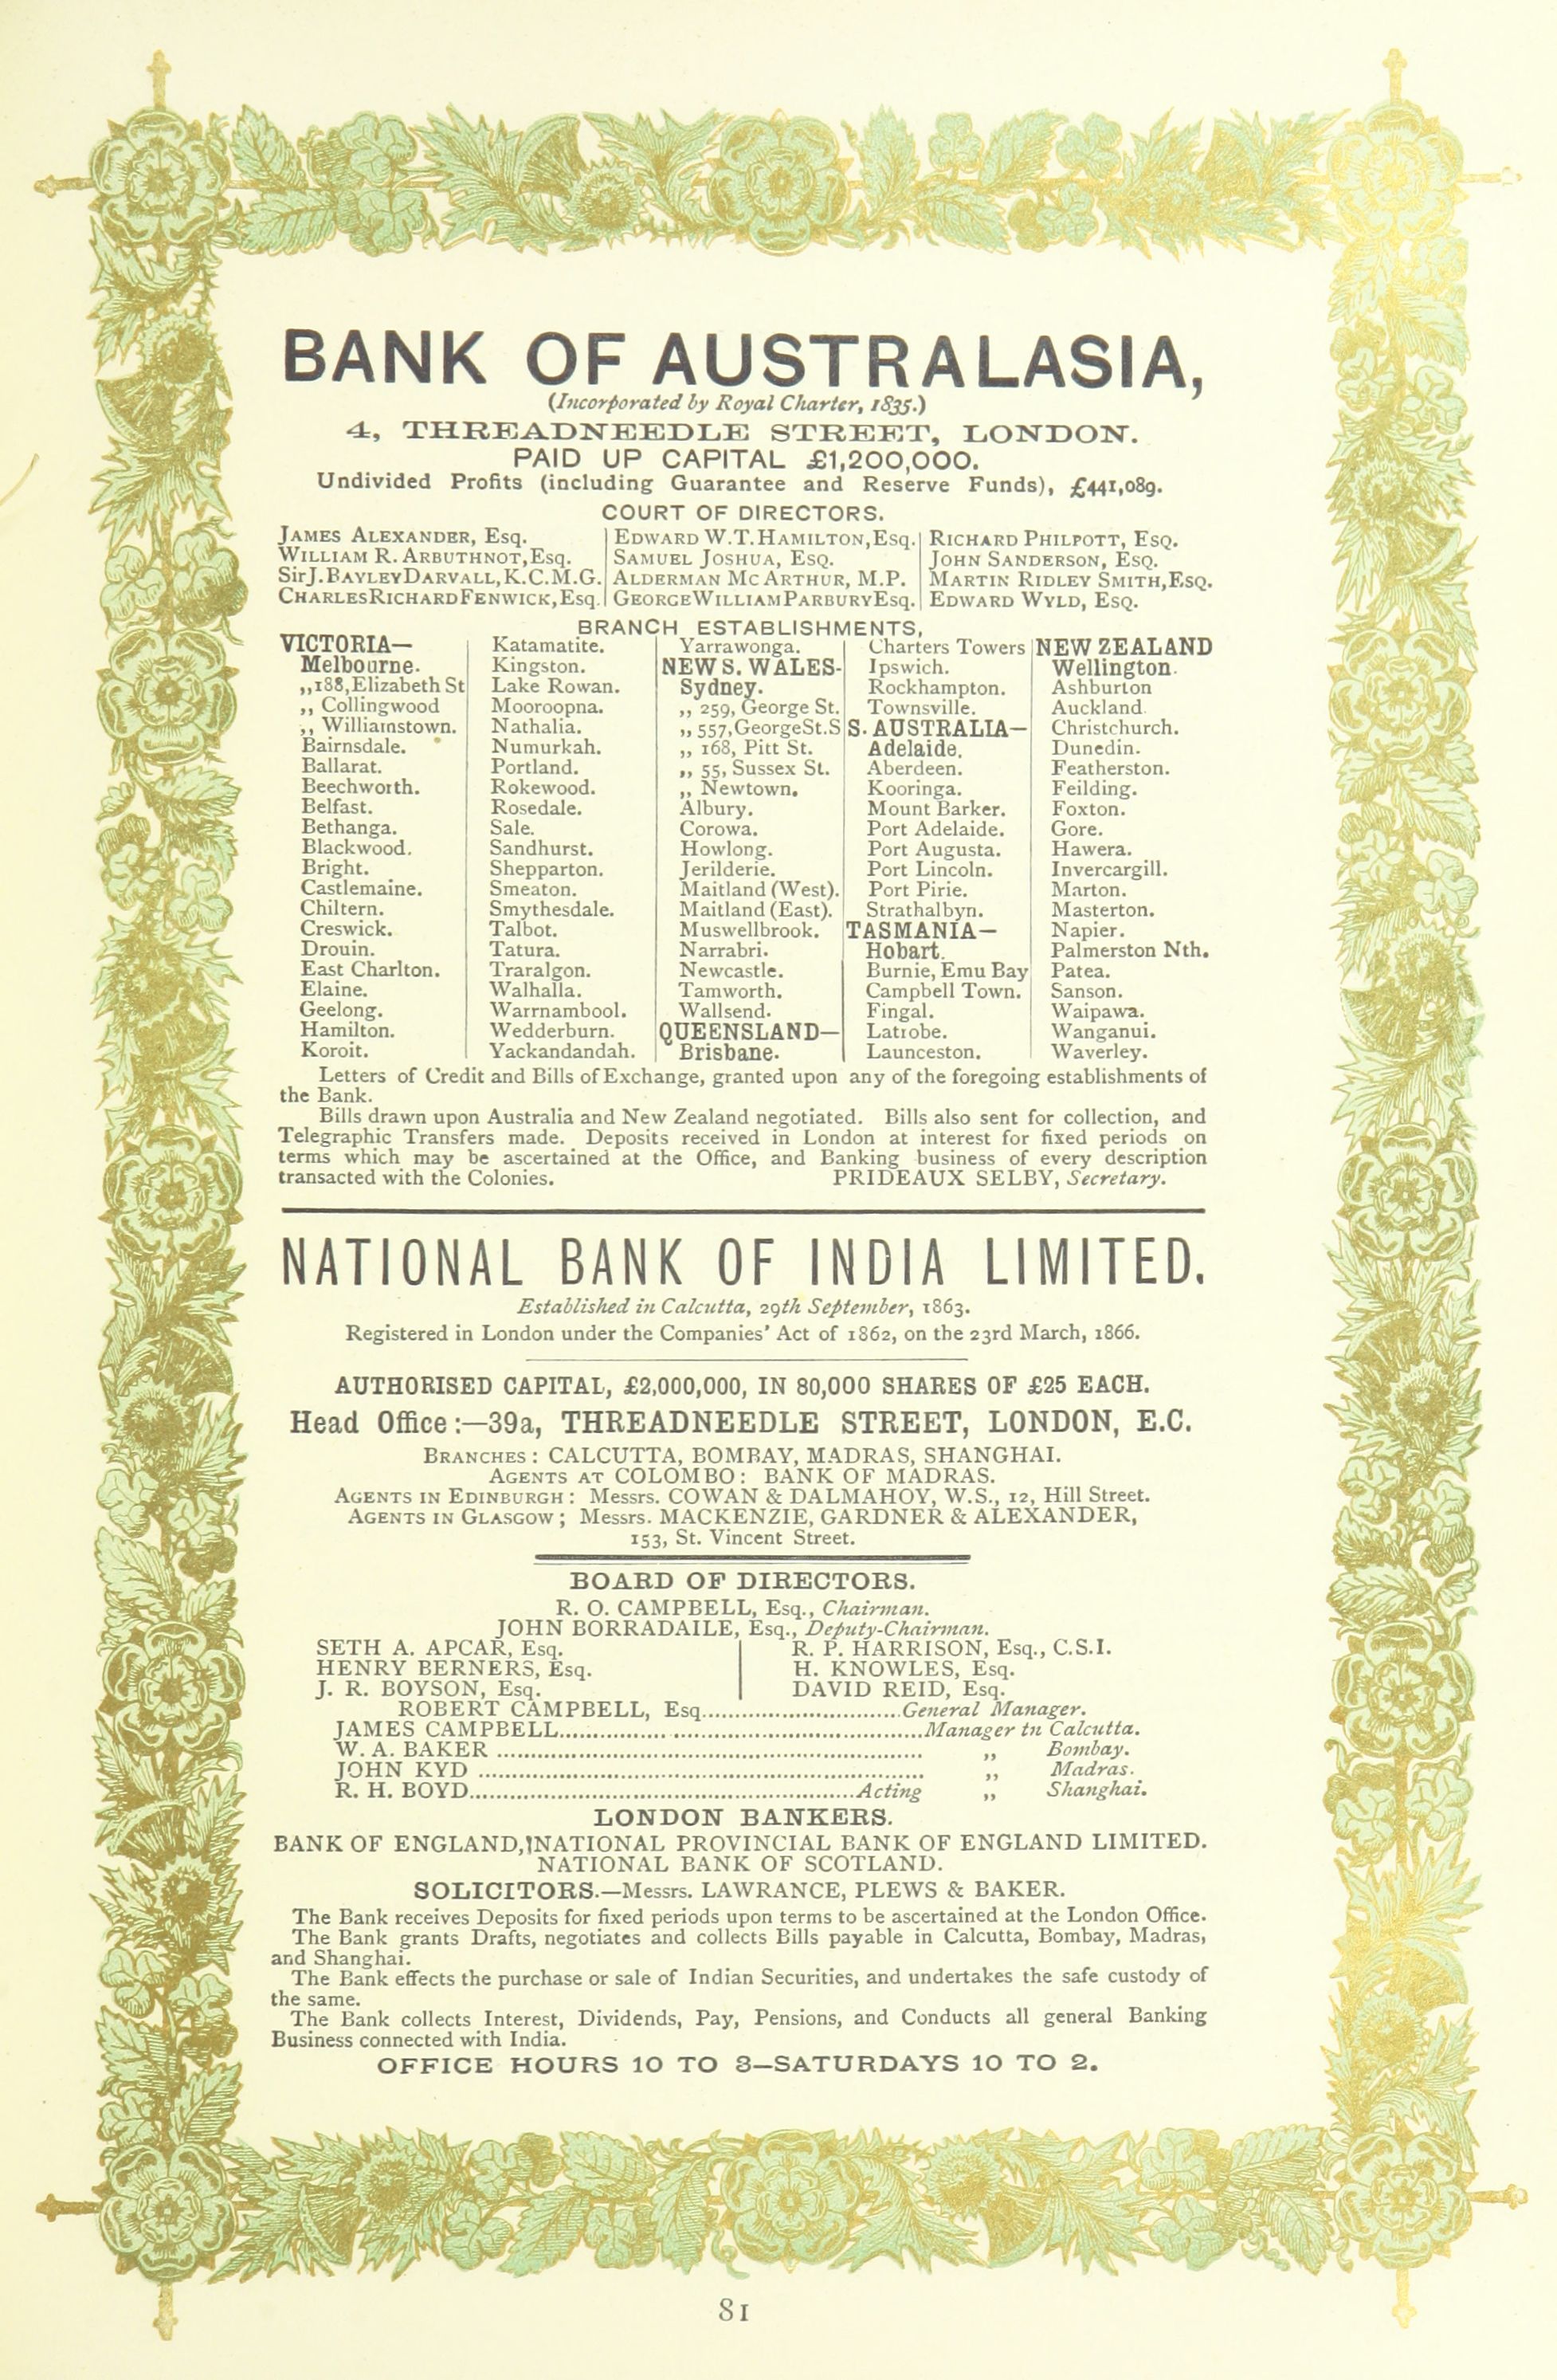 BANK OF AUSTRALASIA,
(Incorporated by Royal Charter, 1835.)
4, THREADNEEDLE STREET, LONDON.
PAID UP CAPITAL £1,200,000.
Undivided Profits (including Guarantee and Reserve Funds), £441,089.
COURT OF DIRECTORS.
JAMES ALEXANDER, Esq.
WILLIAM R. ARBUTHNOT, Esq.
Sir J. BAYLEY DARVALL, K.C.M.G.
CHARLES RICHARD FENWICK, Esq.
EDWARD W. T. HAMILTON, Esq.
SAMUEL JOSHUA, ESQ.
ALDERMAN MCARTHUR, M.P.
GEORGE WILLIAM PARBURY Esq.
RICHARD PHILPOTT, ESQ.
JOHN SANDERSON, ESQ.
MARTIN RIDLEY SMITH, ESQ.
EDWARD WYLD, ESQ.
BRANCH ESTABLISHMENTS,
VICTORIA—
Melbourne.
„ 188, Elizabeth St
„ Collingwood
„ Williamstown.
Bairnsdale.
Ballarat.
Beechworth.
Belfast.
Bethanga.
Blackwood.
Bright.
Castlemaine.
Chiltern.
Creswick.
Drouin.
East Charlton.
Elaine.
Geelong.
Hamilton.
Koroit.
Katamatite.
Kingston.
Lake Rowan.
Mooroopna.
Nathalia.
Numurkah.
Portland.
Rokewood.
Rosedale.
Sale.
Sandhurst.
Shepparton.
Smeaton.
Smythesdale.
Talbot.
Tatura.
Traralgon.
Walhalla.
Warrnambool.
Wedderburn.
Yackandandah.
Yarrawonga.
NEW S. WALES-
Sydney.
„ 259, George St.
„ 557, George St. S
„ 168, Pitt St.
„ 55, Sussex St.
„ Newtown.
Albury.
Corowa.
Howlong.
Jerilderie.
Maitland (West).
Maitland (East).
Muswellbrook.
Narrabri.
Newcastle.
Tamworth.
Wallsend.
QUEENSLAND—
Brisbane.
Charters Towers
Ipswich.
Rockhampton.
Townsville.
S. AUSTRALIA—
Adelaide.
Aberdeen.
Kooringa.
Mount Barker.
Port Adelaide.
Port Augusta.
Port Lincoln.
Port Pirie.
Strathalbyn.
TASMANIA—
Hobart.
Burnie, Emu Bay
Campbell Town.
Fingal.
Latrobe.
Launceston.
NEW ZEALAND
Wellington.
Ashburton
Auckland
Christchurch.
Dunedin.
Featherston.
Feilding.
Foxton.
Gore.
Hawera.
Invercargill.
Marton.
Masterton.
Napier.
Palmerston Nth.
Patea.
Sanson.
Waipawa.
Wanganui.
Waverley.
Letters of Credit and Bills of Exchange, granted upon any of the foregoing establishments of
the Bank.
Bills drawn upon Australia and New Zealand negotiated. Bills also sent for collection, and
Telegraphic Transfers made. Deposits received in London at interest for fixed periods on
terms which may be ascertained at the Office, and Banking business of every description
transacted with the Colonies. PRIDEAUX SELBY, Secretary.
NATIONAL BANK OF INDIA LIMITED.
Established in Calcutta, 29th September, 1863.
Registered in London under the Companies' Act of 1862, on the 23rd March, 1866.
AUTHORISED CAPITAL, £2,000,000, IN 80,000 SHARES OF £25 EACH.
Head Office:—39a, THREADNEEDLE STREET, LONDON, E.C.
BRANCHES: CALCUTTA, BOMBAY, MADRAS, SHANGHAI.
AGENTS AT COLOMBO: BANK OF MADRAS.
AGENTS IN EDINBURGH: Messrs. COWAN & DALMAHOY, W.S., 12, Hill Street.
AGENTS IN GLASGOW; Messrs. MACKENZIE, GARDNER & ALEXANDER,
153, St. Vincent Street.
BOARD OF DIRECTORS.
R. O. CAMPBELL, Esq., Chairman.
JOHN BORRADAILE, Esq., Deputy-Chairman.
SETH A. APCAR, Esq.
HENRY BERNERS, Esq.
J. R. BOYSON, Esq.
R. P. HARRISON, Esq., C.S.I.
H. KNOWLES, Esq.
DAVID REID, Esq.
ROBERT CAMPBELL, Esq..............................General Manager.
JAMES CAMPBELL..............................Manager in Calcutta.
W. A. BAKER .............................. „ Bombay.
JOHN KYD .............................. „ Madras.
R. H. BOYD..............................Acting „ Shanghai.
LONDON BANKERS.
BANK OF ENGLAND, NATIONAL PROVINCIAL BANK OF ENGLAND LIMITED.
NATIONAL BANK OF SCOTLAND.
SOLICITORS.—Messrs. LAWRANCE, PLEWS & BAKER.
The Bank receives Deposits for fixed periods upon terms to be ascertained at the London Office.
The Bank grants Drafts, negotiates and collects Bills payable in Calcutta, Bombay, Madras,
and Shanghai.
The Bank effects the purchase or sale of Indian Securities, and undertakes the safe custody of
the same.
The Bank collects Interest, Dividends, Pay, Pensions, and Conducts all general Banking
Business connected with India.
OFFICE HOURS 10 TO 3—SATURDAYS 10 TO 2.
81